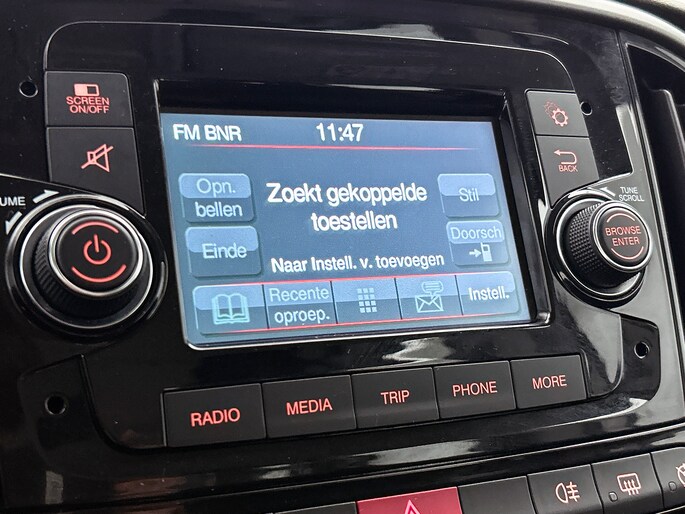 SCREEN
ON/OFF
FM BNR
11:47
Opn.
bellen
Zoekt gekoppelde
toestellen
Stil
Einde
Doorsch
Naar Instell. v. toevoegen
Recente
oproep.
Instell.
BACK
TUNE
SCROLL
BROWSE
ENTER
UME
RADIO
MEDIA
TRIP
PHONE
MORE